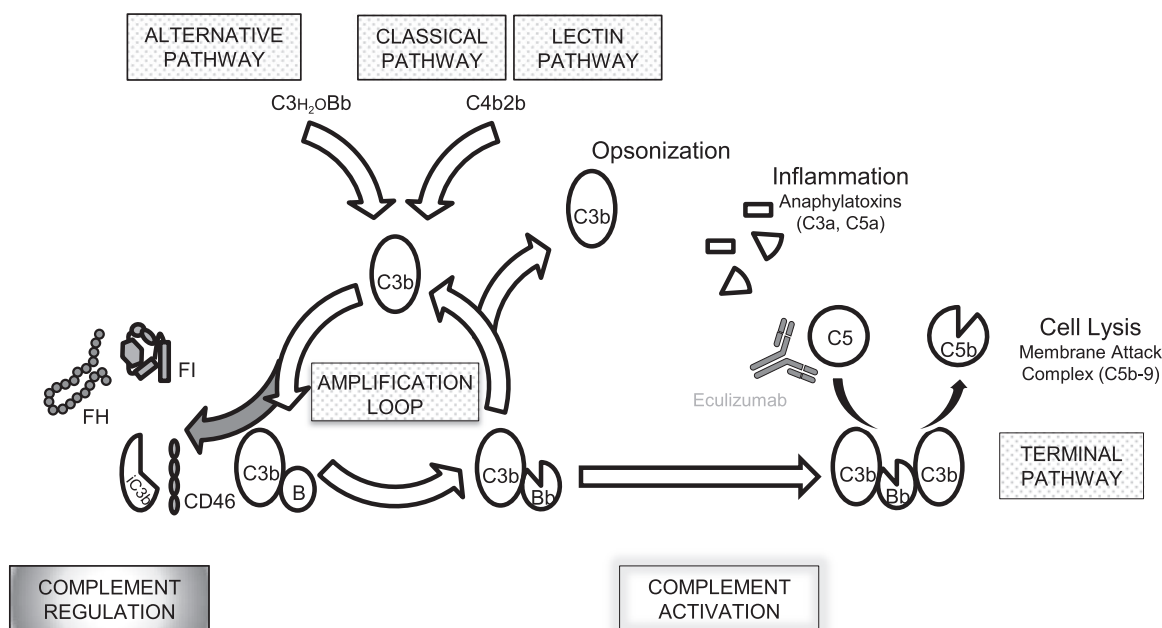 ALTERNATIVE
PATHWAY
CLASSICAL
PATHWAY
LECTIN
PATHWAY
C3H₂OBb
C4b2b
Opsonization
C3b
Inflammation
Anaphylatoxins
(C3a, C5a)
C3b
FI
FH
AMPLIFICATION
LOOP
C5
C5b
Cell Lysis
Membrane Attack
Complex (C5b-9)
Eculizumab
iC3b
CD46
C3b
B
C3b
Bb
C3b
Bb
C3b
TERMINAL
PATHWAY
COMPLEMENT
REGULATION
COMPLEMENT
ACTIVATION